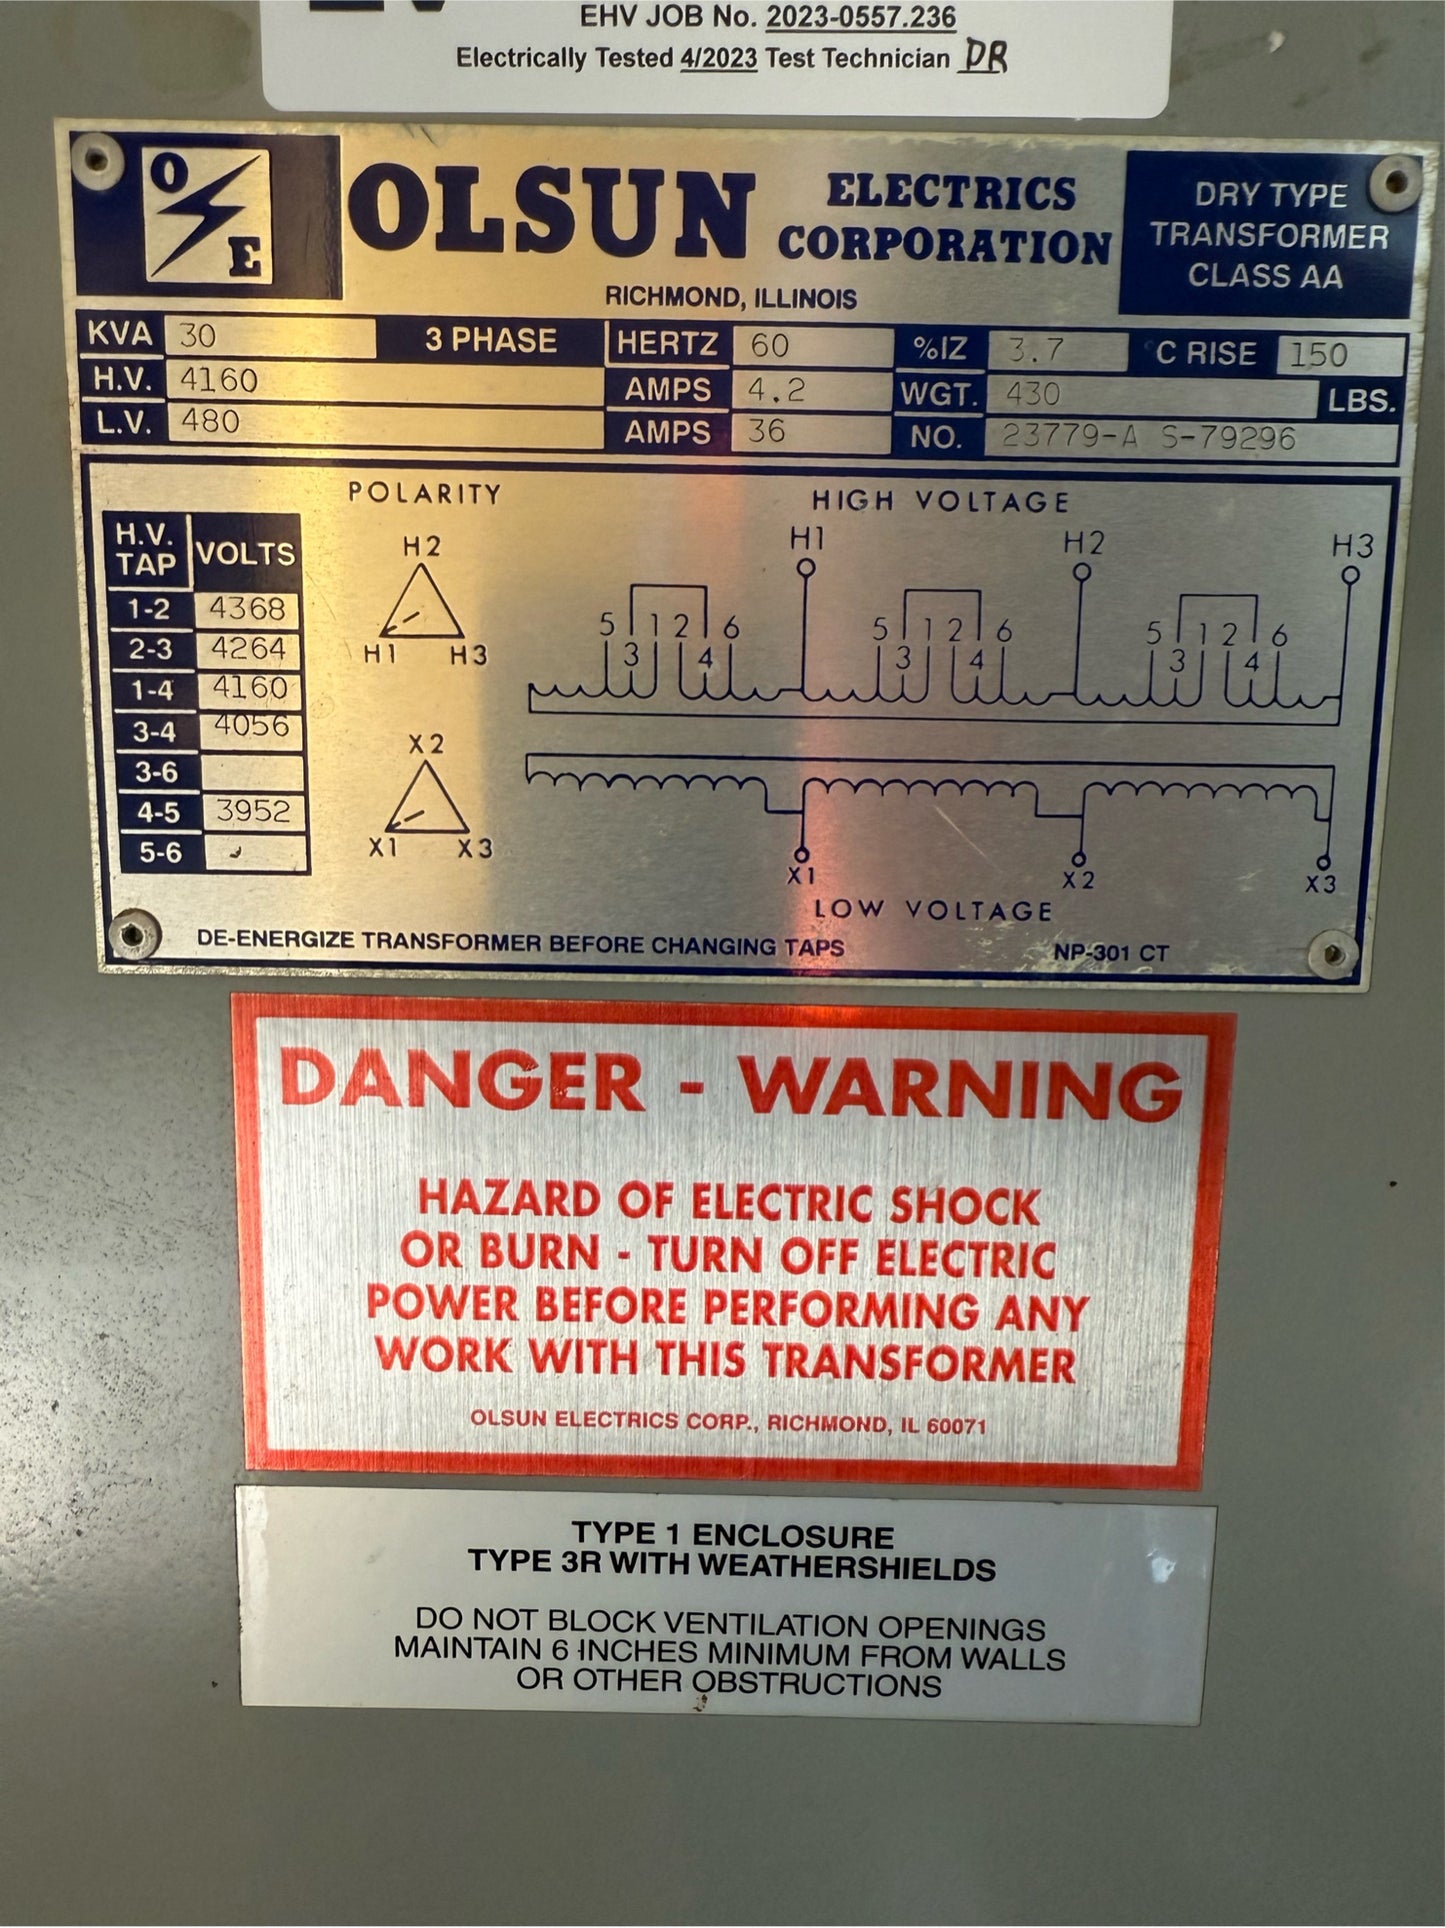 EHV JOB No. 2023-0557.236
Electrically Tested 4/2023 Test Technician DR
O E
OLSUN
ELECTRICS
CORPORATION
RICHMOND, ILLINOIS
DRY TYPE
TRANSFORMER
CLASS AA
KVA 30 3 PHASE HERTZ 60 %IZ 3.7 °C RISE 150
H.V. 4160 AMPS 4.2 WGT. 430 LBS.
L.V. 480 AMPS 36 NO. 23779-A S-79296
H.V. TAP VOLTS
1-2 4368
2-3 4264
1-4 4160
3-4 4056
3-6
4-5 3952
5-6
POLARITY
H2
H1 H3
X2
X1 X3
HIGH VOLTAGE
H1 H2 H3
5 1 2 6 5 1 2 6 5 1 2 6
3 4 3 4 3 4
X1 X2 X3
LOW VOLTAGE
DE-ENERGIZE TRANSFORMER BEFORE CHANGING TAPS
NP-301 CT
DANGER - WARNING
HAZARD OF ELECTRIC SHOCK
OR BURN - TURN OFF ELECTRIC
POWER BEFORE PERFORMING ANY
WORK WITH THIS TRANSFORMER
OLSUN ELECTRICS CORP., RICHMOND, IL 60071
TYPE 1 ENCLOSURE
TYPE 3R WITH WEATHERSHIELDS
DO NOT BLOCK VENTILATION OPENINGS
MAINTAIN 6 INCHES MINIMUM FROM WALLS
OR OTHER OBSTRUCTIONS